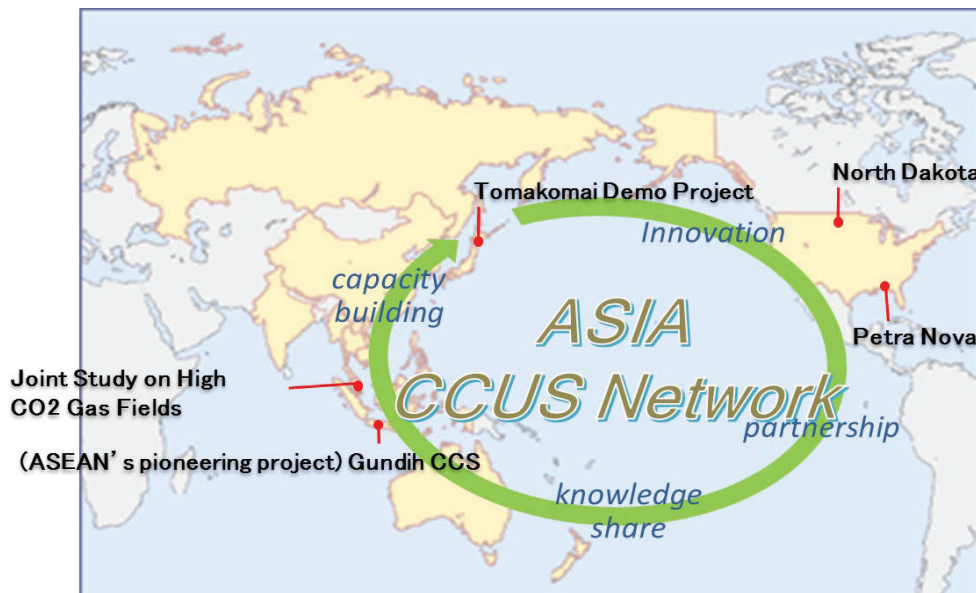 North Dakota
Tomakomai Demo Project
Innovation
capacity
building
ASIA
CCUS Network
Petra Nova
Joint Study on High
CO2 Gas Fields
partnership
(ASEAN’s pioneering project) Gundih CCS
knowledge
share